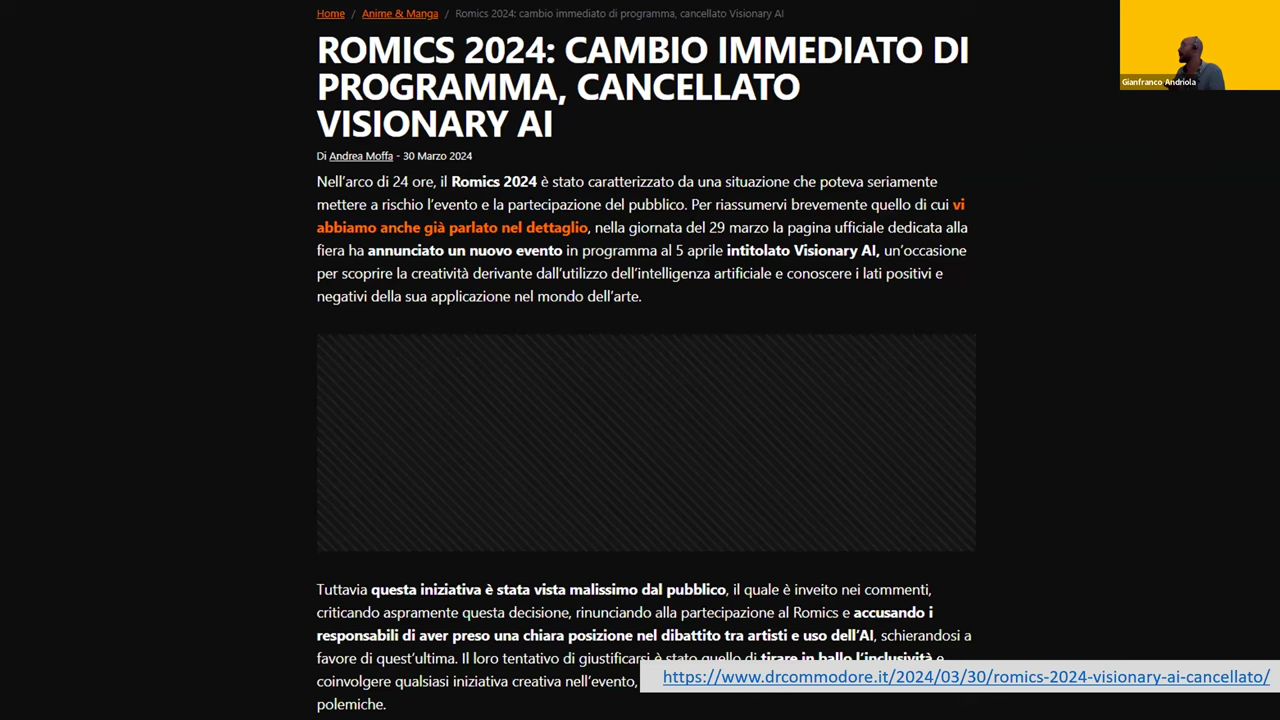 Home / Anime & Manga / Romics 2024: cambio immediato di programma, cancellato Visionary AI
ROMICS 2024: CAMBIO IMMEDIATO DI
PROGRAMMA, CANCELLATO
VISIONARY AI
Gianfranco Andriola
Di Andrea Moffa - 30 Marzo 2024
Nell’arco di 24 ore, il Romics 2024 è stato caratterizzato da una situazione che poteva seriamente
mettere a rischio l’evento e la partecipazione del pubblico. Per riassumervi brevemente quello di cui vi
abbiamo anche già parlato nel dettaglio, nella giornata del 29 marzo la pagina ufficiale dedicata alla
fiera ha annunciato un nuovo evento in programma al 5 aprile intitolato Visionary AI, un’occasione
per scoprire la creatività derivante dall’utilizzo dell’intelligenza artificiale e conoscere i lati positivi e
negativi della sua applicazione nel mondo dell’arte.
Tuttavia questa iniziativa è stata vista malissimo dal pubblico, il quale è inveito nei commenti,
criticando aspramente questa decisione, rinunciando alla partecipazione al Romics e accusando i
responsabili di aver preso una chiara posizione nel dibattito tra artisti e uso dell’AI, schierandosi a
favore di quest’ultima. Il loro tentativo di giustificarsi è stato quello di tirare in ballo l’inclusività e
coinvolgere qualsiasi iniziativa creativa nell’evento,
https://www.drcommodore.it/2024/03/30/romics-2024-visionary-ai-cancellato/
polemiche.